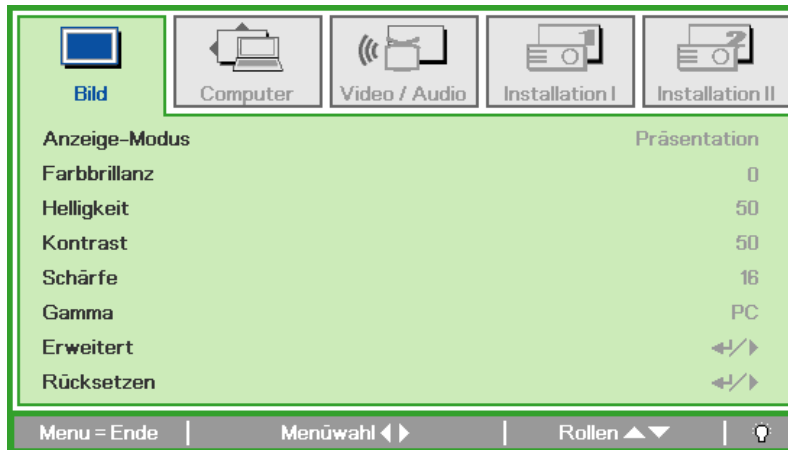 Bild Computer Video / Audio Installation I Installation II
Anzeige-Modus Präsentation
Farbbrillanz 0
Helligkeit 50
Kontrast 50
Schärfe 16
Gamma PC
Erweitert
Rücksetzen
Menu = Ende Menüwahl Rollen